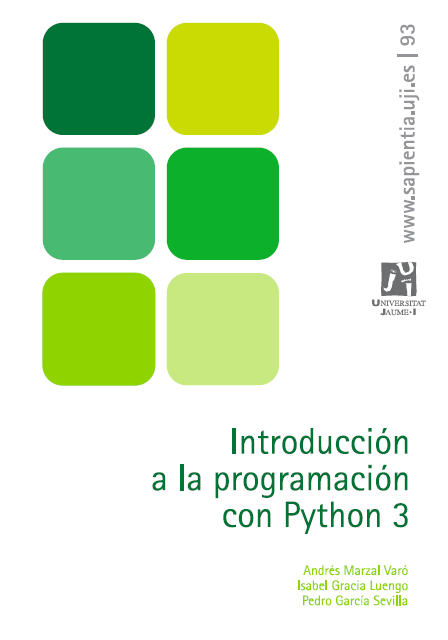 www.sapientia.uji.es | 93
UNIVERSITAT
JAUME·I
Introducción
a la programación
con Python 3
Andrés Marzal Varó
Isabel Gracia Luengo
Pedro García Sevilla